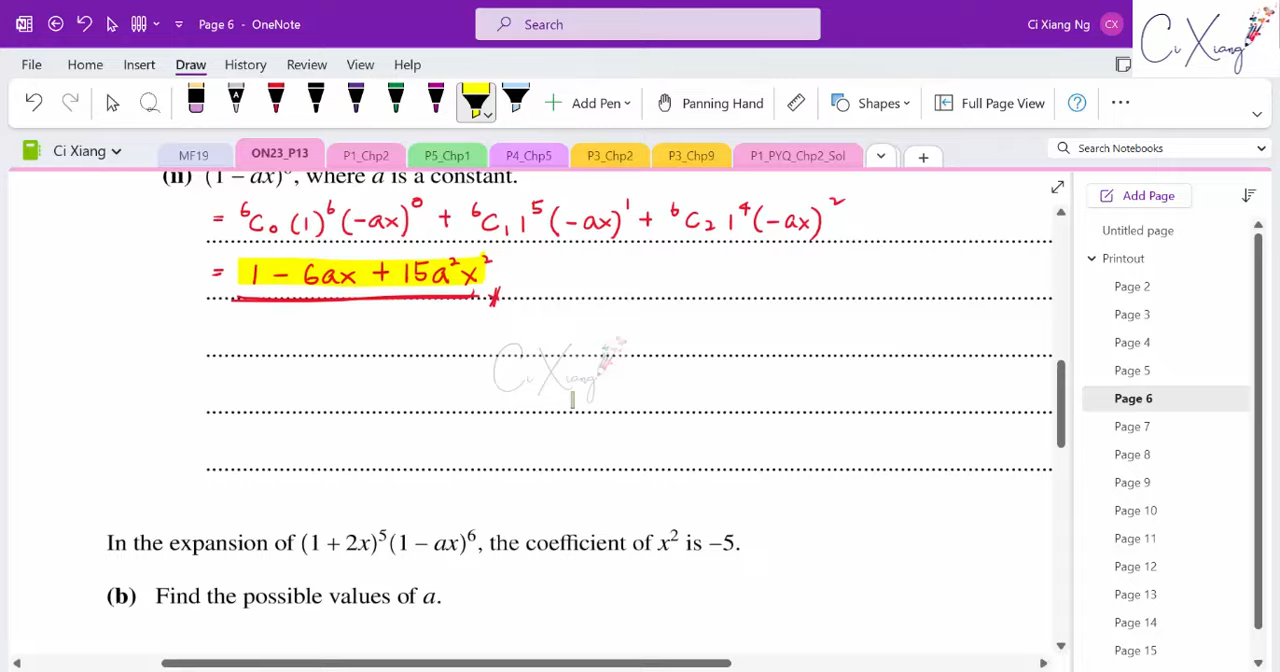 Page 6 - OneNote
Search
Ci Xiang Ng
CX
Ci Xiang
File Home Insert Draw History Review View Help
Add Pen
Panning Hand
Shapes
Full Page View
Ci Xiang
MF19
ON23_P13
P1_Chp2
P5_Chp1
P4_Chp5
P3_Chp2
P3_Chp9
P1_PYQ_Chp2_Sol
Search Notebooks
(ii) (1 – ax)⁶, where a is a constant.
= ⁶C₀ (1)⁶ (-ax)⁰ + ⁶C₁ 1⁵ (-ax)¹ + ⁶C₂ 1⁴ (-ax)²
= 1 - 6ax + 15a²x²
Ci Xiang
In the expansion of (1 + 2x)⁵(1 – ax)⁶, the coefficient of x² is –5.
(b) Find the possible values of a.
Add Page
Untitled page
Printout
Page 2
Page 3
Page 4
Page 5
Page 6
Page 7
Page 8
Page 9
Page 10
Page 11
Page 12
Page 13
Page 14
Page 15